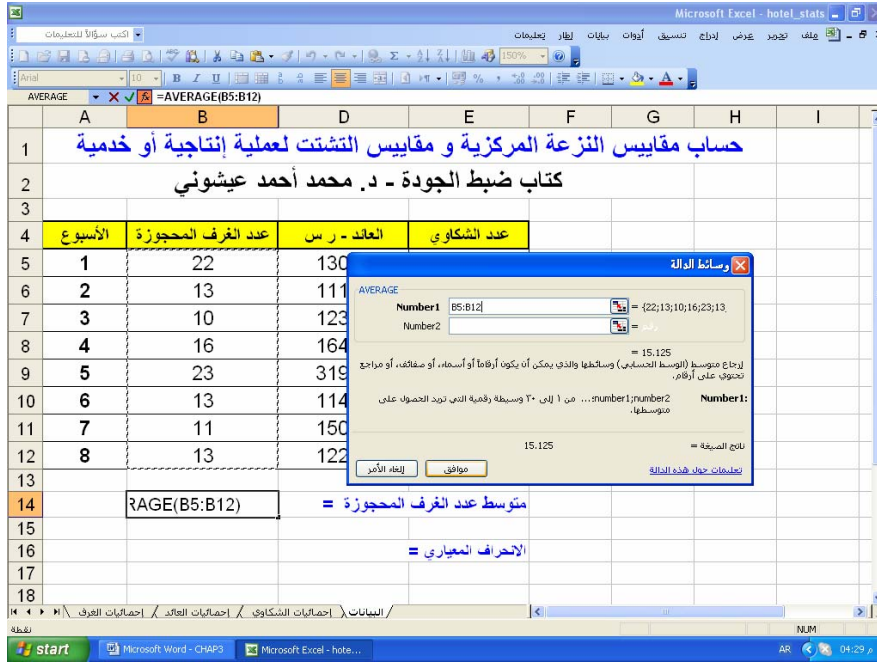 Microsoft Excel - hotel_stats
ملف تحرير عرض إدراج تنسيق أدوات بيانات إطار تعليمات
اكتب سؤالاً للتعليمات
150%
Arial 10 B I U
AVERAGE =AVERAGE(B5:B12)
A B D E F G H I
1 حساب مقاييس النزعة المركزية و مقاييس التشتت لعملية إنتاجية أو خدمية
2 كتاب ضبط الجودة - د. محمد أحمد عيشوني
3
4 الأسبوع عدد الغرف المحجوزة العائد - ر س عدد الشكاوي
5 1 22 130
6 2 13 111
7 3 10 123
8 4 16 164
9 5 23 319
10 6 13 114
11 7 11 150
12 8 13 122
13
14 RAGE(B5:B12) متوسط عدد الغرف المحجوزة =
15
16 الانحراف المعياري =
17
18
وسائط الدالة
AVERAGE
Number1 B5:B12 = {22;13;10;16;23;13
Number2 = رقم
= 15.125
إرجاع متوسط (الوسط الحسابي) وسائطها والذي يمكن أن يكون أرقاماً أو أسماء، أو صفائف، أو مراجع
تحتوي على أرقام.
Number1: number1;number2;... من ١ إلى ٣٠ وسيطة رقمية التي تريد الحصول على
متوسطها.
ناتج الصيغة = 15.125
تعليمات حول هذه الدالة
موافق إلغاء الأمر
البيانات احصائيات الشكاوي احصائيات العائد احصائيات الغرف
نقطة NUM
start Microsoft Word - CHAP3 Microsoft Excel - hote... AR 04:29 م